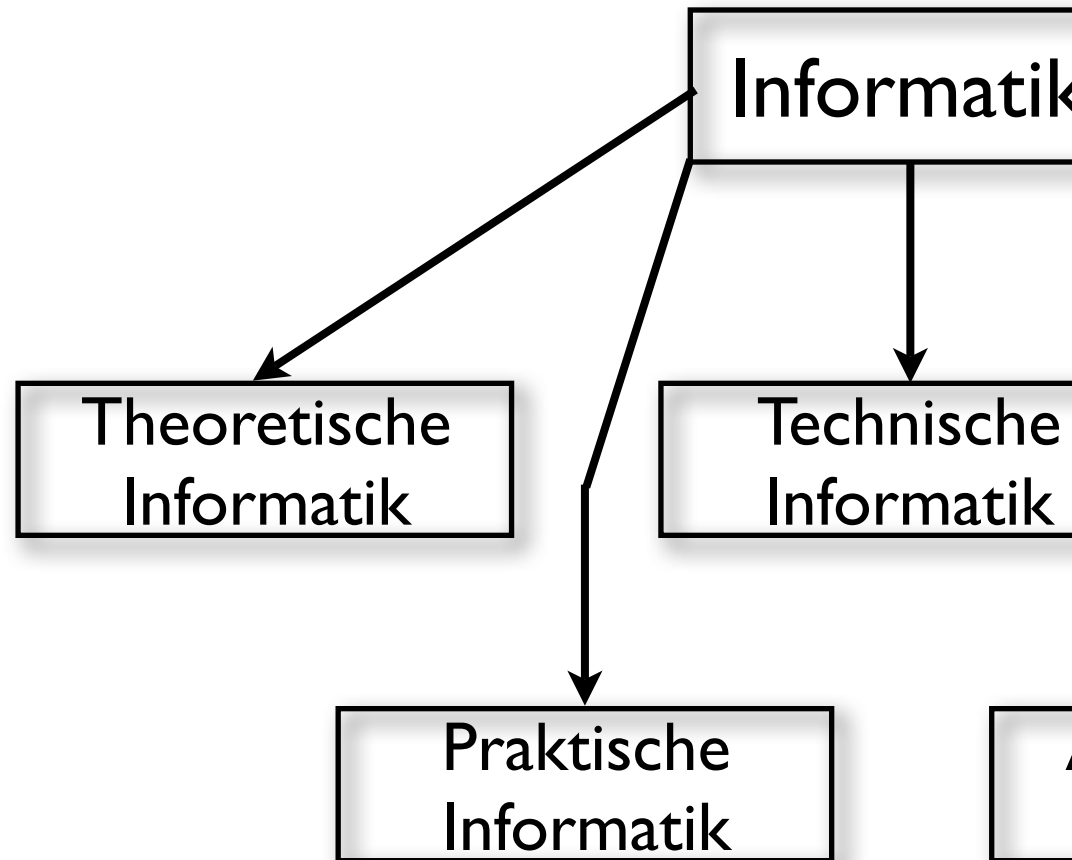 Informatik
Theoretische
Informatik
Technische
Informatik
Praktische
Informatik